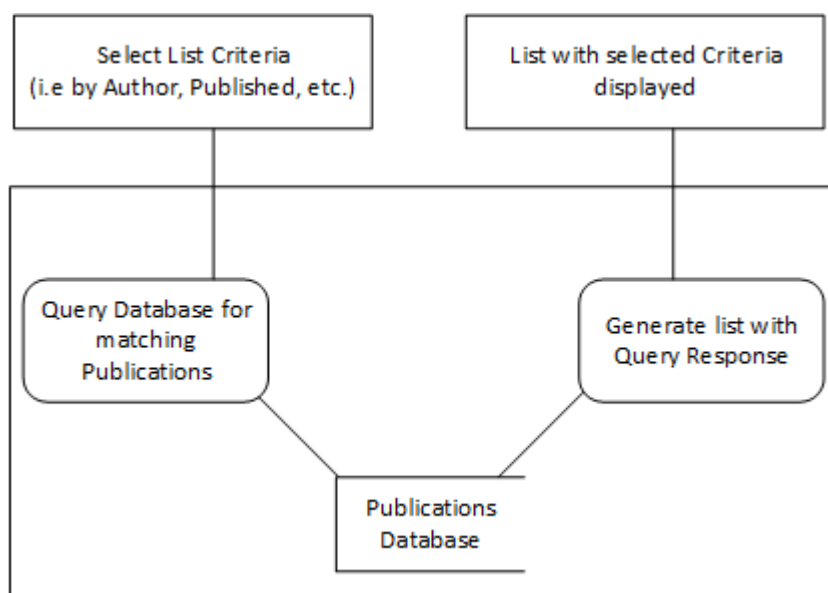 Select List Criteria
(i.e by Author, Published, etc.)
List with selected Criteria
displayed
Query Database for
matching
Publications
Generate list with
Query Response
Publications
Database